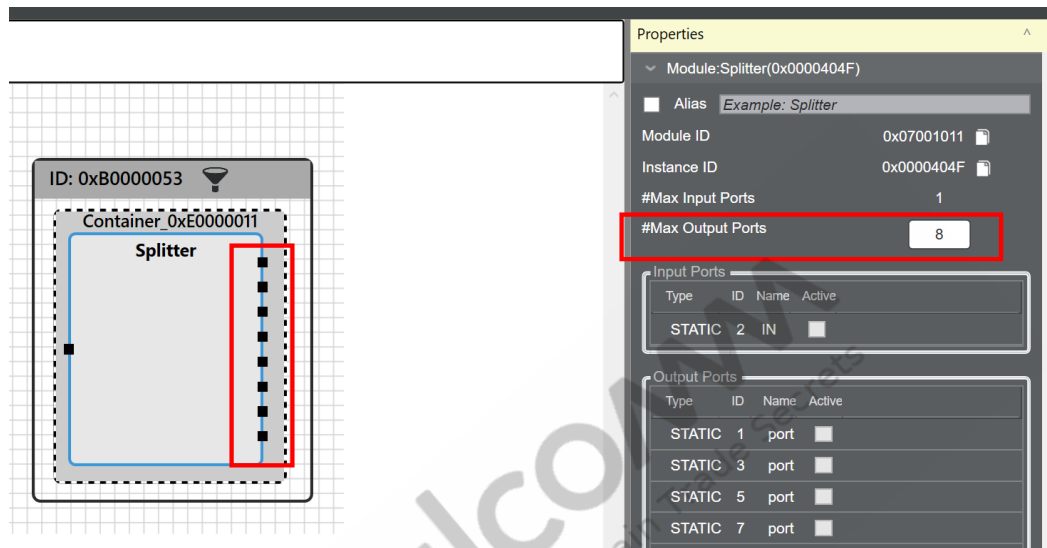 Properties
Module:Splitter(0x0000404F)
Alias Example: Splitter
Module ID 0x07001011
Instance ID 0x0000404F
#Max Input Ports 1
#Max Output Ports 8
Input Ports
Type ID Name Active
STATIC 2 IN
Output Ports
Type ID Name Active
STATIC 1 port
STATIC 3 port
STATIC 5 port
STATIC 7 port
ID: 0xB0000053
Container_0xE0000011
Splitter